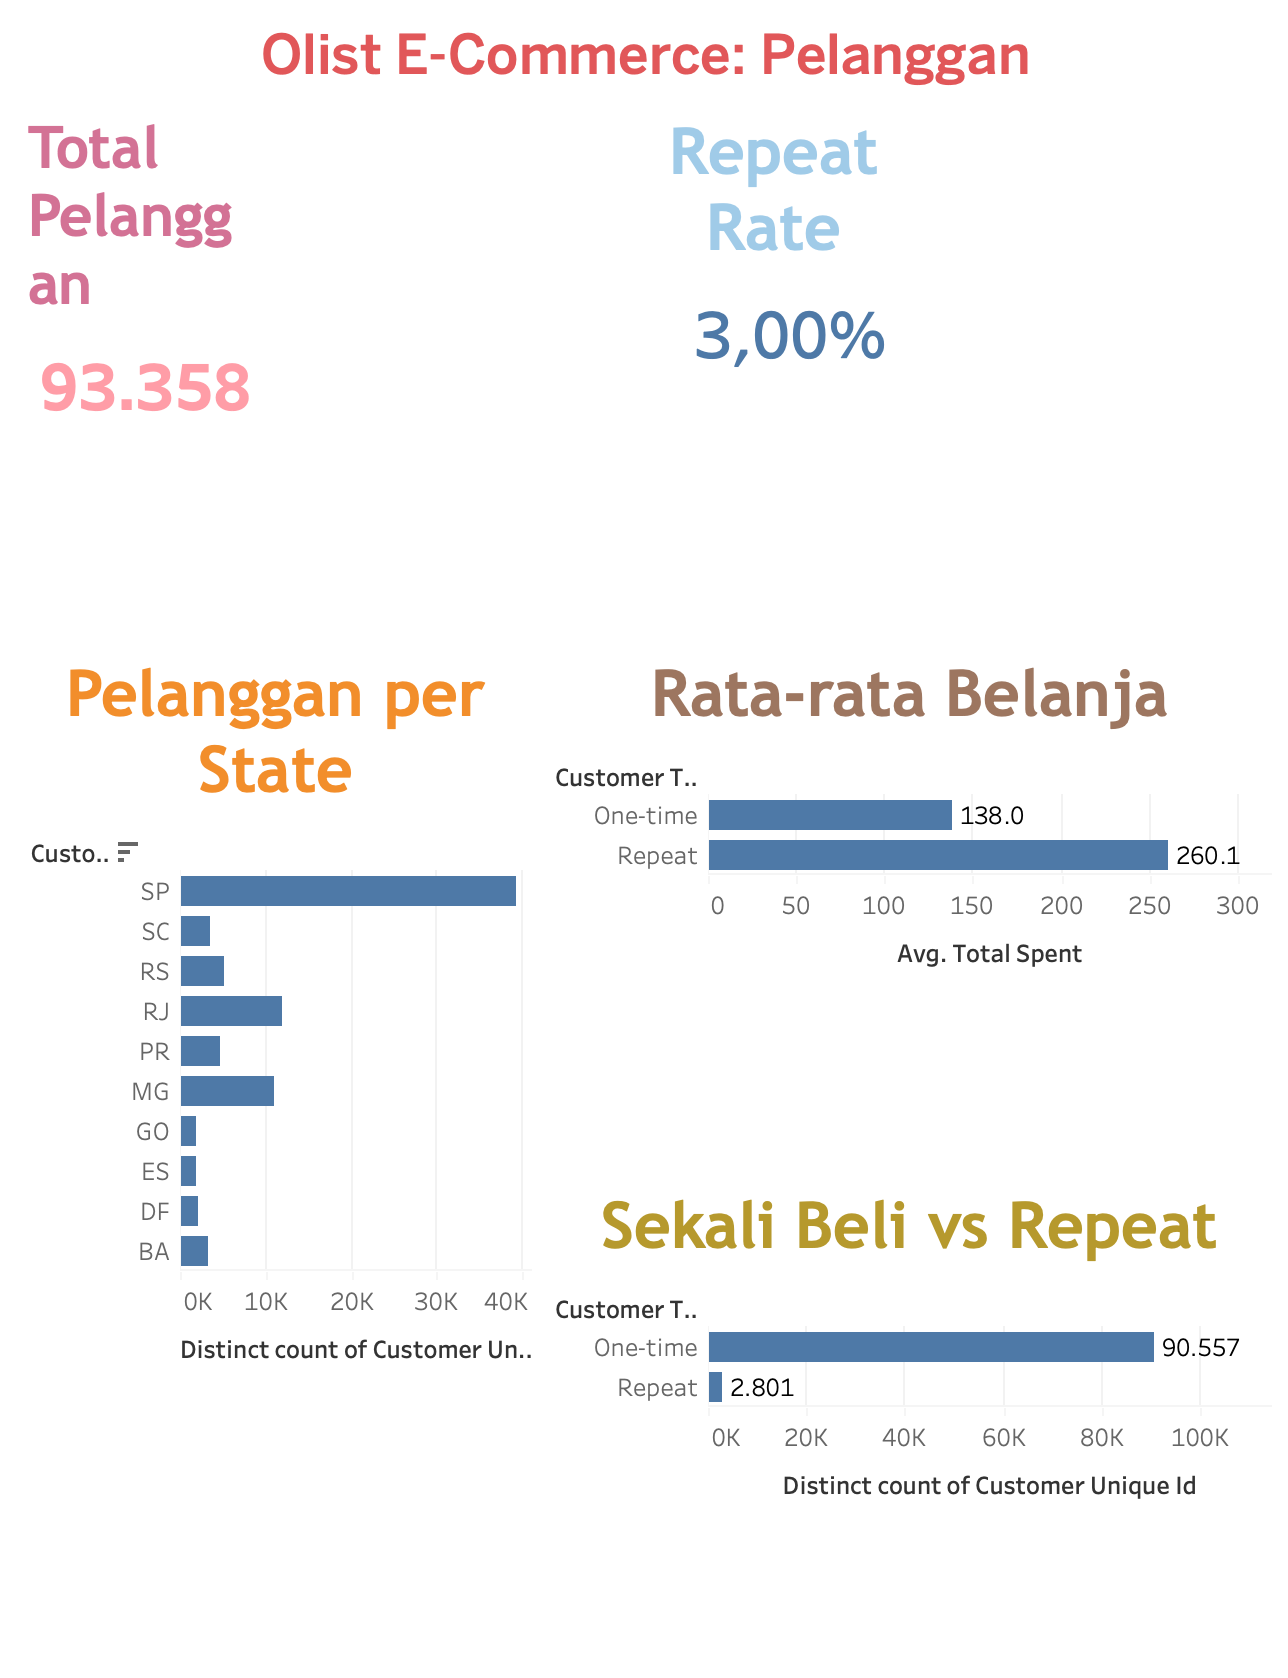 Olist E-Commerce: Pelanggan
Total
Pelangg
an
93.358
Repeat
Rate
3,00%
Pelanggan per
State
Custo..
SP
SC
RS
RJ
PR
MG
GO
ES
DF
BA
0K 10K 20K 30K 40K
Distinct count of Customer Un..
Rata-rata Belanja
Customer T..
One-time 138.0
Repeat 260.1
0 50 100 150 200 250 300
Avg. Total Spent
Sekali Beli vs Repeat
Customer T..
One-time 90.557
Repeat 2.801
0K 20K 40K 60K 80K 100K
Distinct count of Customer Unique Id